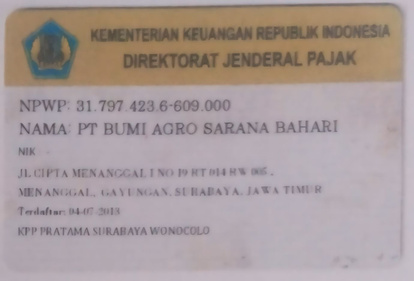 KEMENTERIAN KEUANGAN REPUBLIK INDONESIA
DIREKTORAT JENDERAL PAJAK
NPWP: 31.797.423.6-609.000
NAMA: PT BUMI AGRO SARANA BAHARI
NIK
JL CIPTA MENANGGAL I NO 19 RT 014 RW 005 ,
MENANGGAL, GAYUNGAN, SURABAYA, JAWA TIMUR
Terdaftar: 04-07-2013
KPP PRATAMA SURABAYA WONOCOLO